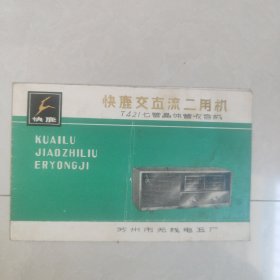 快鹿交直流二用机
T421七管晶体管收音机
快鹿
KUAILU
JIAOZHILIU
ERYONGJI
苏州市无线电五厂